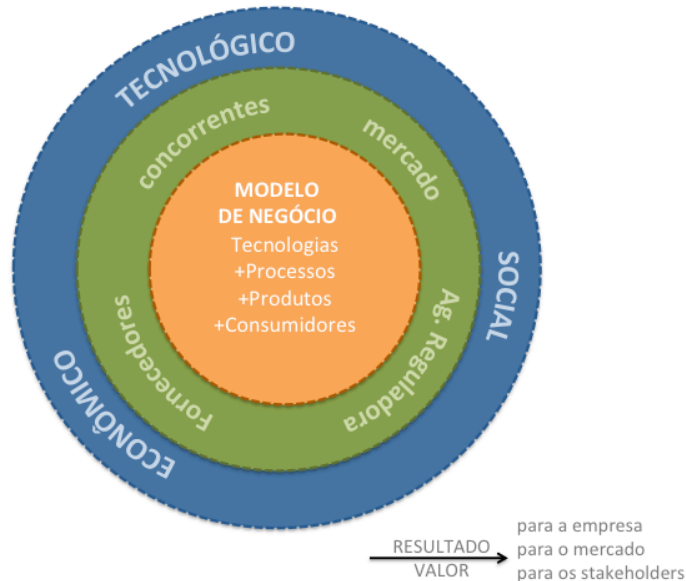 TECNOLÓGICO
concorrentes
mercado
MODELO
DE NEGÓCIO
Tecnologias
+Processos
+Produtos
+Consumidores
SOCIAL
Fornecedores
Ag. Reguladora
ECONÔMICO
RESULTADO
VALOR
para a empresa
para o mercado
para os stakeholders